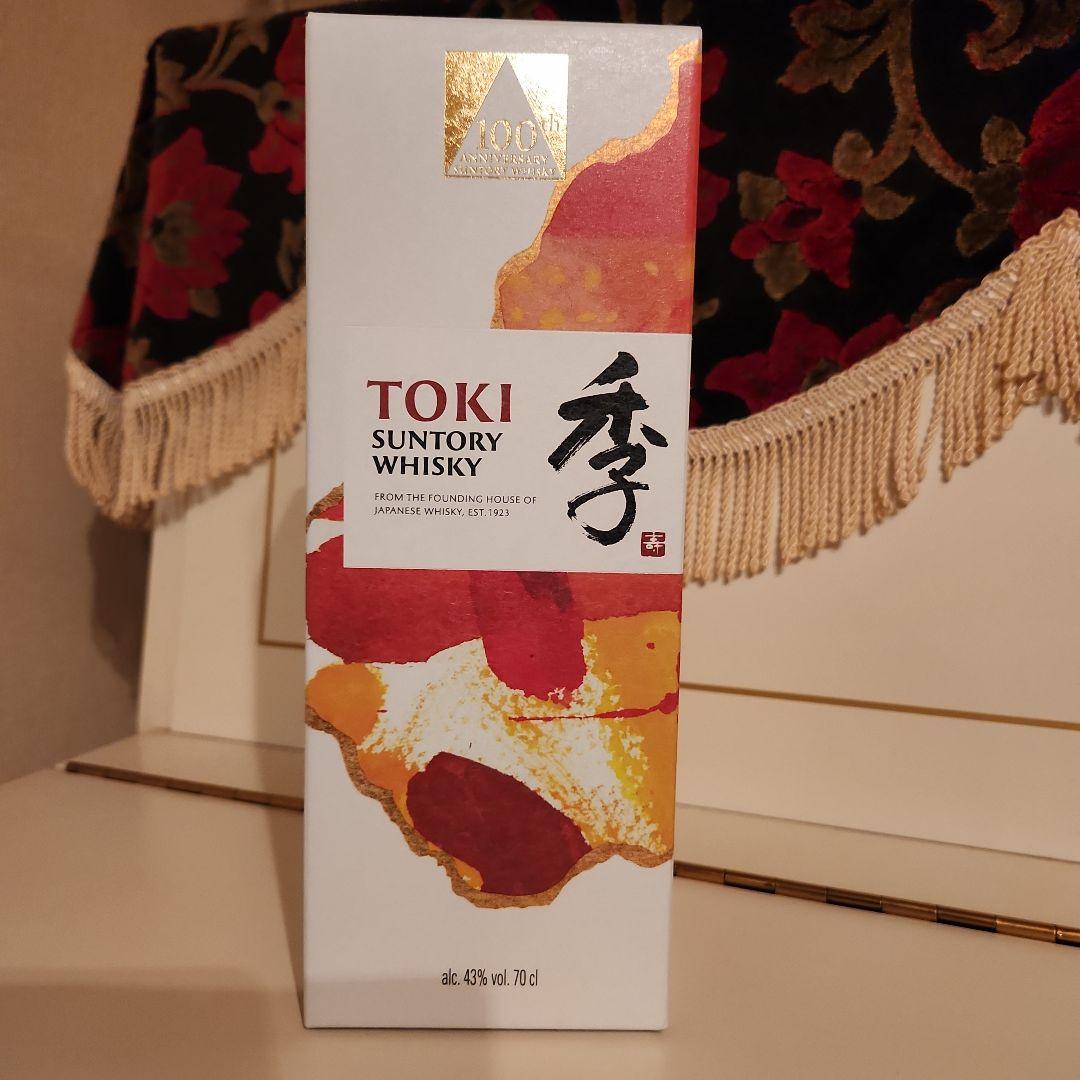 100th
ANNIVERSARY
SUNTORY WHISKY
TOKI
SUNTORY
WHISKY
FROM THE FOUNDING HOUSE OF
JAPANESE WHISKY, EST. 1923
季
寿
alc. 43% vol. 70 cl